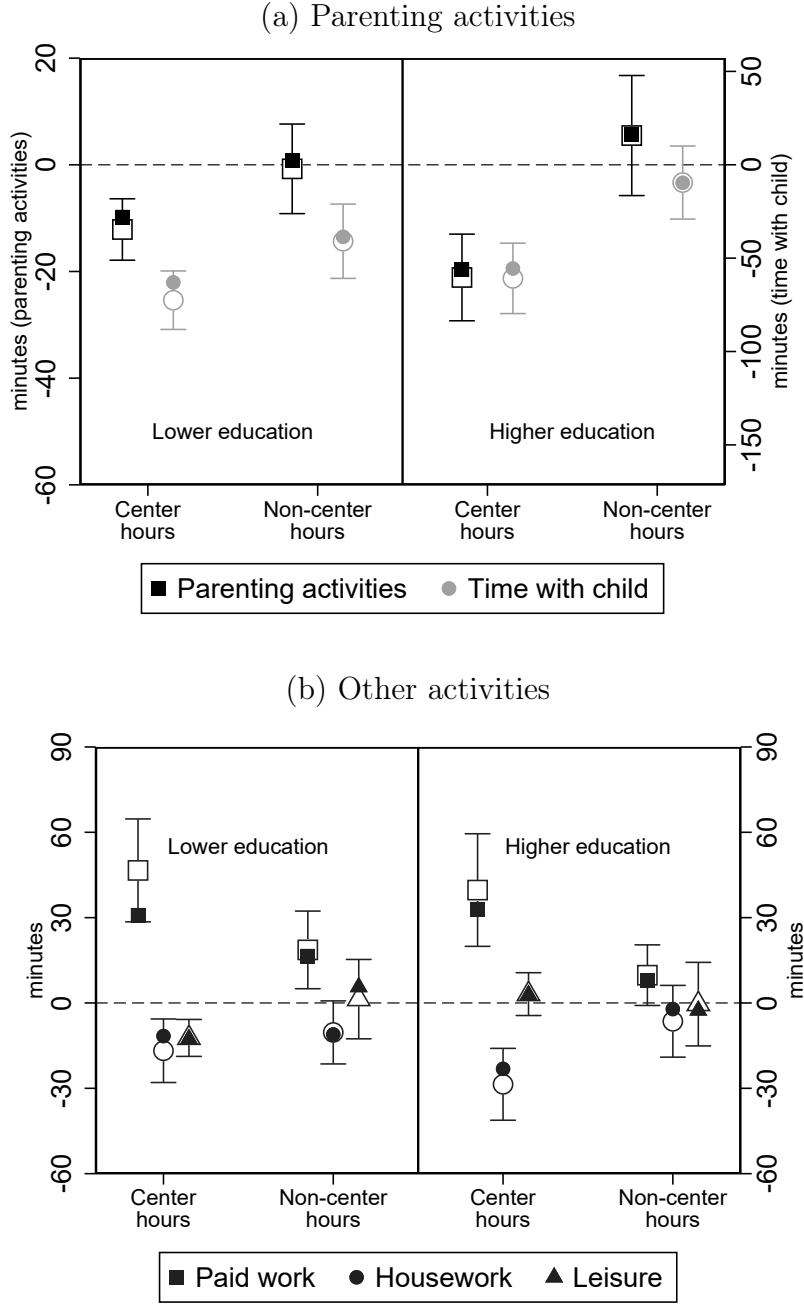 (a) Parenting activities
20
0
-20
-40
-60
minutes (parenting activities)
50
0
-50
-100
-150
minutes (time with child)
Lower education
Higher education
Center hours
Non-center hours
Center hours
Non-center hours
Parenting activities
Time with child
(b) Other activities
90
60
30
0
-30
-60
minutes
90
60
30
0
-30
-60
minutes
Lower education
Higher education
Center hours
Non-center hours
Center hours
Non-center hours
Paid work
Housework
Leisure